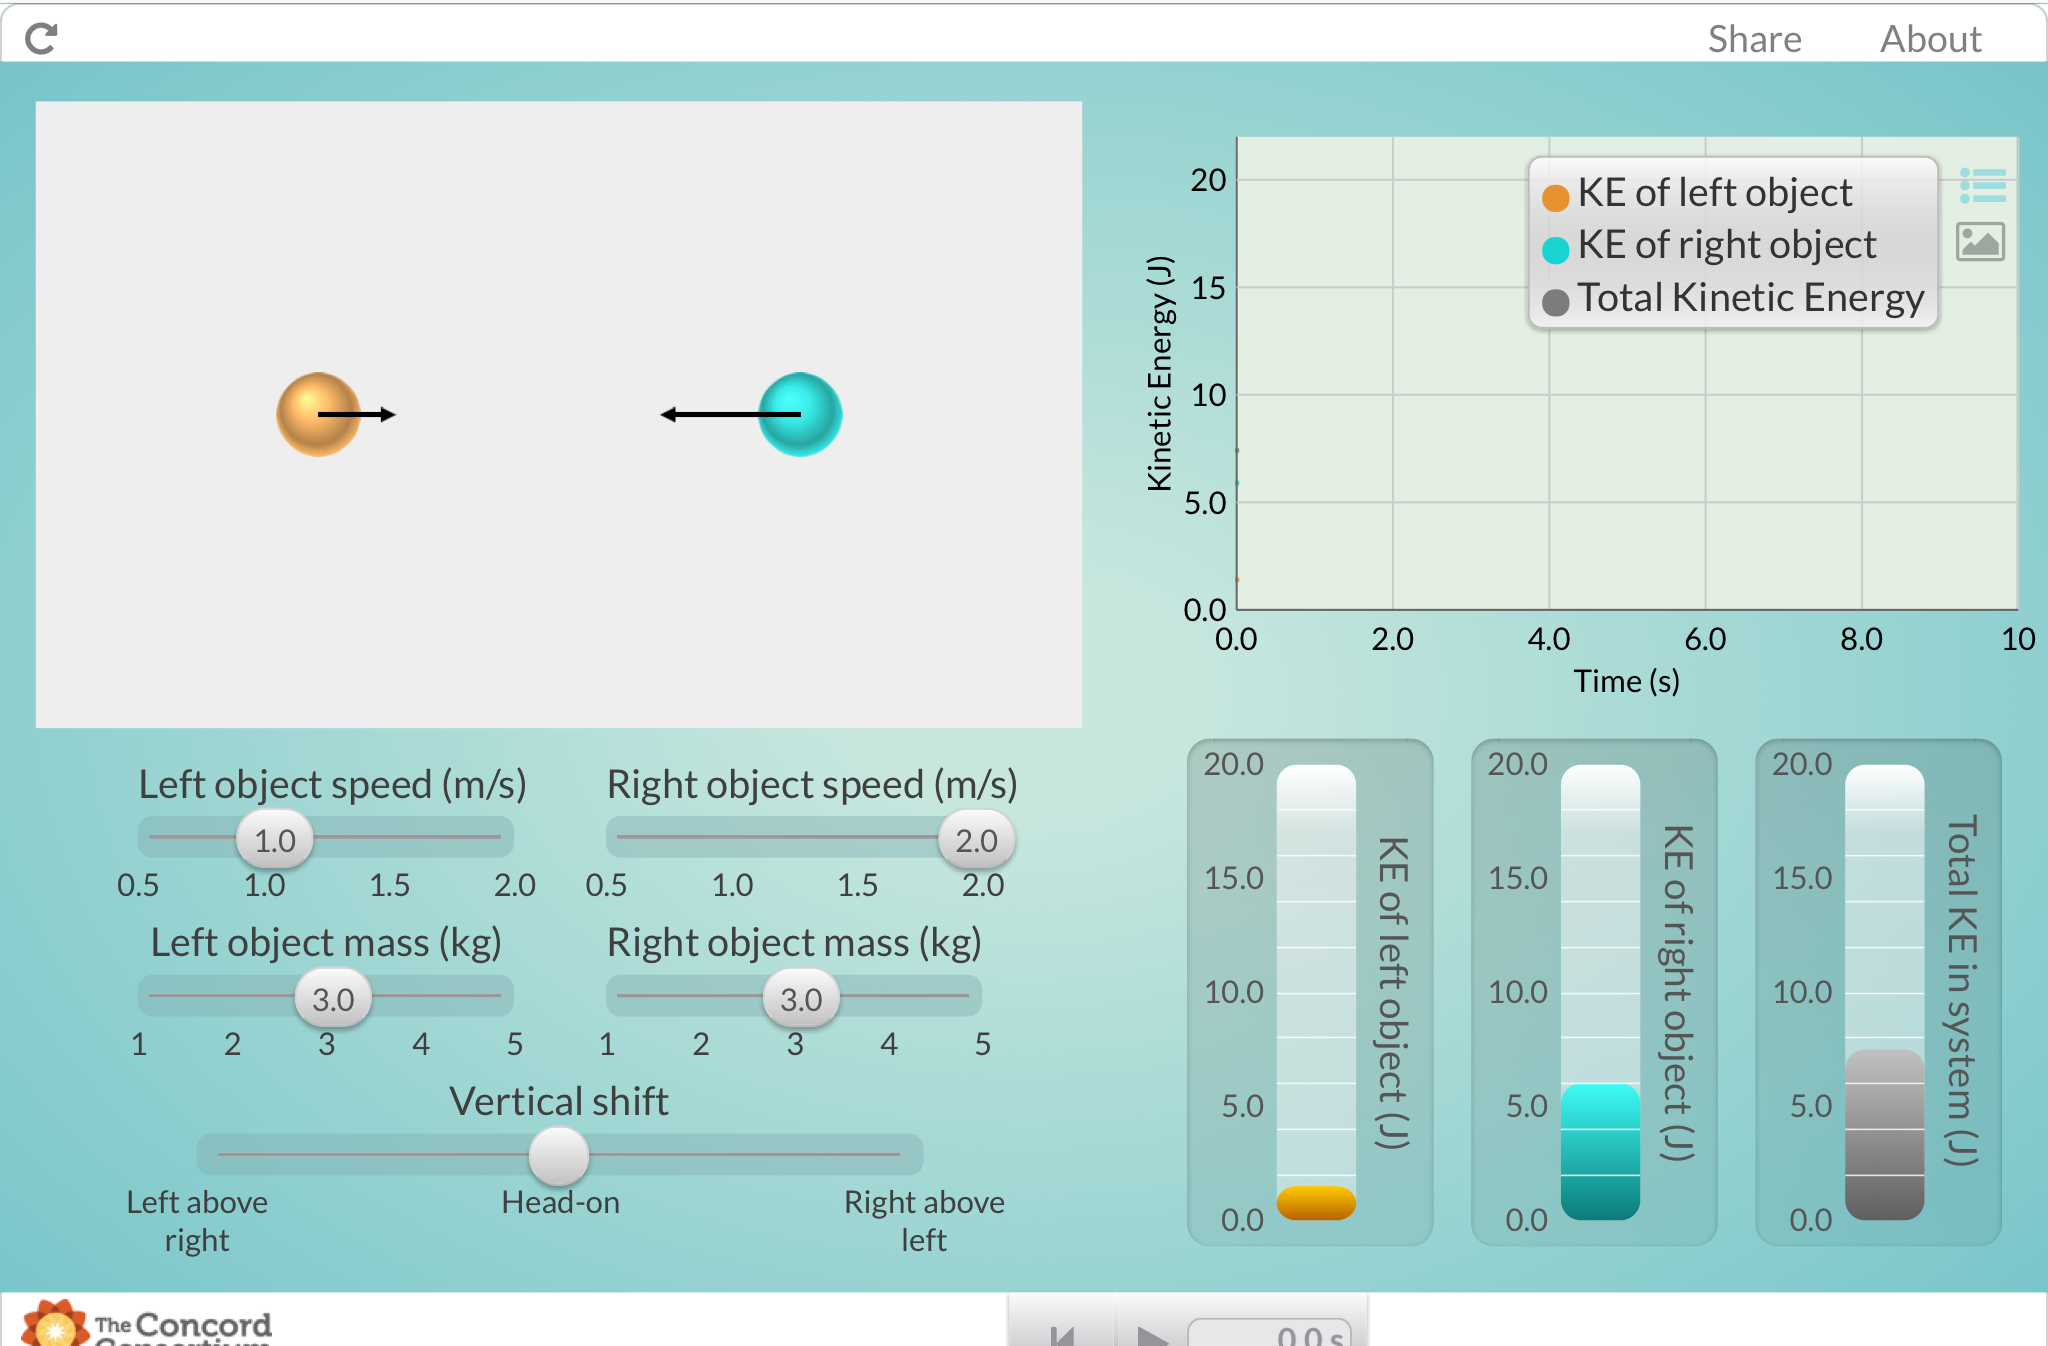 Share About
20
15
10
5.0
0.0
Kinetic Energy (J)
KE of left object
KE of right object
Total Kinetic Energy
0.0 2.0 4.0 6.0 8.0 10
Time (s)
Left object speed (m/s)
1.0
0.5 1.0 1.5 2.0
Right object speed (m/s)
2.0
0.5 1.0 1.5 2.0
Left object mass (kg)
3.0
1 2 3 4 5
Right object mass (kg)
3.0
1 2 3 4 5
Vertical shift
Left above
right
Head-on
Right above
left
20.0
15.0
10.0
5.0
0.0
KE of left object (J)
20.0
15.0
10.0
5.0
0.0
KE of right object (J)
20.0
15.0
10.0
5.0
0.0
Total KE in system (J)
The Concord
Consortium
0.0 s